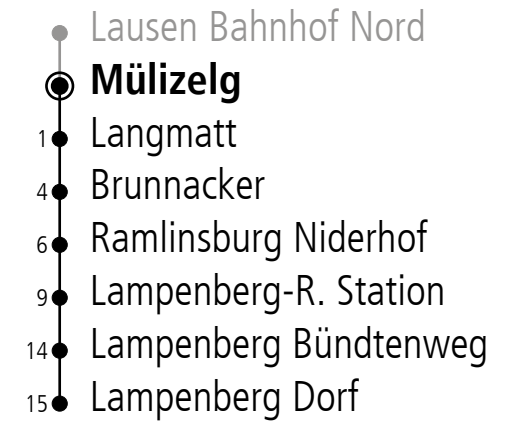 Lausen Bahnhof Nord
Mülizelg
1 Langmatt
4 Brunnacker
6 Ramlinsburg Niderhof
9 Lampenberg-R. Station
14 Lampenberg Bündtenweg
15 Lampenberg Dorf